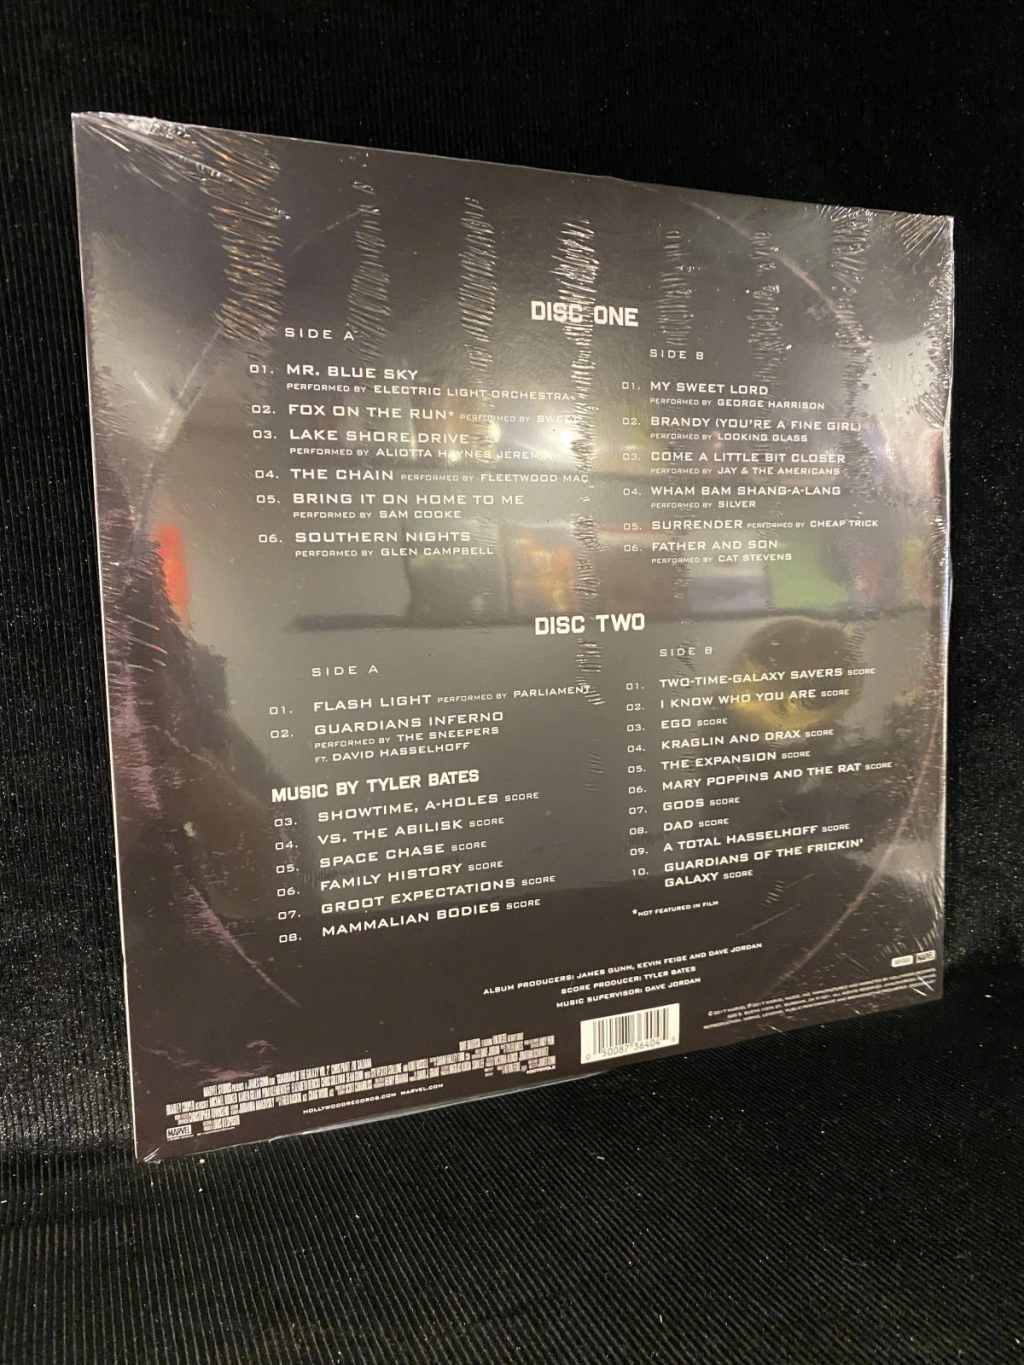 DISC ONE
SIDE A
01. MR. BLUE SKY
PERFORMED BY ELECTRIC LIGHT ORCHESTRA
02. FOX ON THE RUN* PERFORMED BY SWEET
03. LAKE SHORE DRIVE
PERFORMED BY ALIOTTA HAYNES JEREMIAH
04. THE CHAIN PERFORMED BY FLEETWOOD MAC
05. BRING IT ON HOME TO ME
PERFORMED BY SAM COOKE
06. SOUTHERN NIGHTS
PERFORMED BY GLEN CAMPBELL
SIDE B
01. MY SWEET LORD
PERFORMED BY GEORGE HARRISON
02. BRANDY (YOU'RE A FINE GIRL)
PERFORMED BY LOOKING GLASS
03. COME A LITTLE BIT CLOSER
PERFORMED BY JAY & THE AMERICANS
04. WHAM BAM SHANG-A-LANG
PERFORMED BY SILVER
05. SURRENDER PERFORMED BY CHEAP TRICK
06. FATHER AND SON
PERFORMED BY CAT STEVENS
DISC TWO
SIDE A
01. FLASH LIGHT PERFORMED BY PARLIAMENT
02. GUARDIANS INFERNO
PERFORMED BY THE SNEEPERS
FT. DAVID HASSELHOFF
MUSIC BY TYLER BATES
03. SHOWTIME, A-HOLES SCORE
04. VS. THE ABILISK SCORE
05. SPACE CHASE SCORE
06. FAMILY HISTORY SCORE
07. GROOT EXPECTATIONS SCORE
08. MAMMALIAN BODIES SCORE
SIDE B
01. TWO-TIME-GALAXY SAVERS SCORE
02. I KNOW WHO YOU ARE SCORE
03. EGO SCORE
04. KRAGLIN AND DRAX SCORE
05. THE EXPANSION SCORE
06. MARY POPPINS AND THE RAT SCORE
07. GODS SCORE
08. DAD SCORE
09. A TOTAL HASSELHOFF SCORE
10. GUARDIANS OF THE FRICKIN'
GALAXY SCORE
*NOT FEATURED IN FILM
ALBUM PRODUCERS: JAMES GUNN, KEVIN FEIGE AND DAVE JORDAN
SCORE PRODUCER: TYLER BATES
MUSIC SUPERVISOR: DAVE JORDAN
MARVEL
0 50087 36404 5
HOLLYWOODRECORDS.COM MARVEL.COM
MARVEL